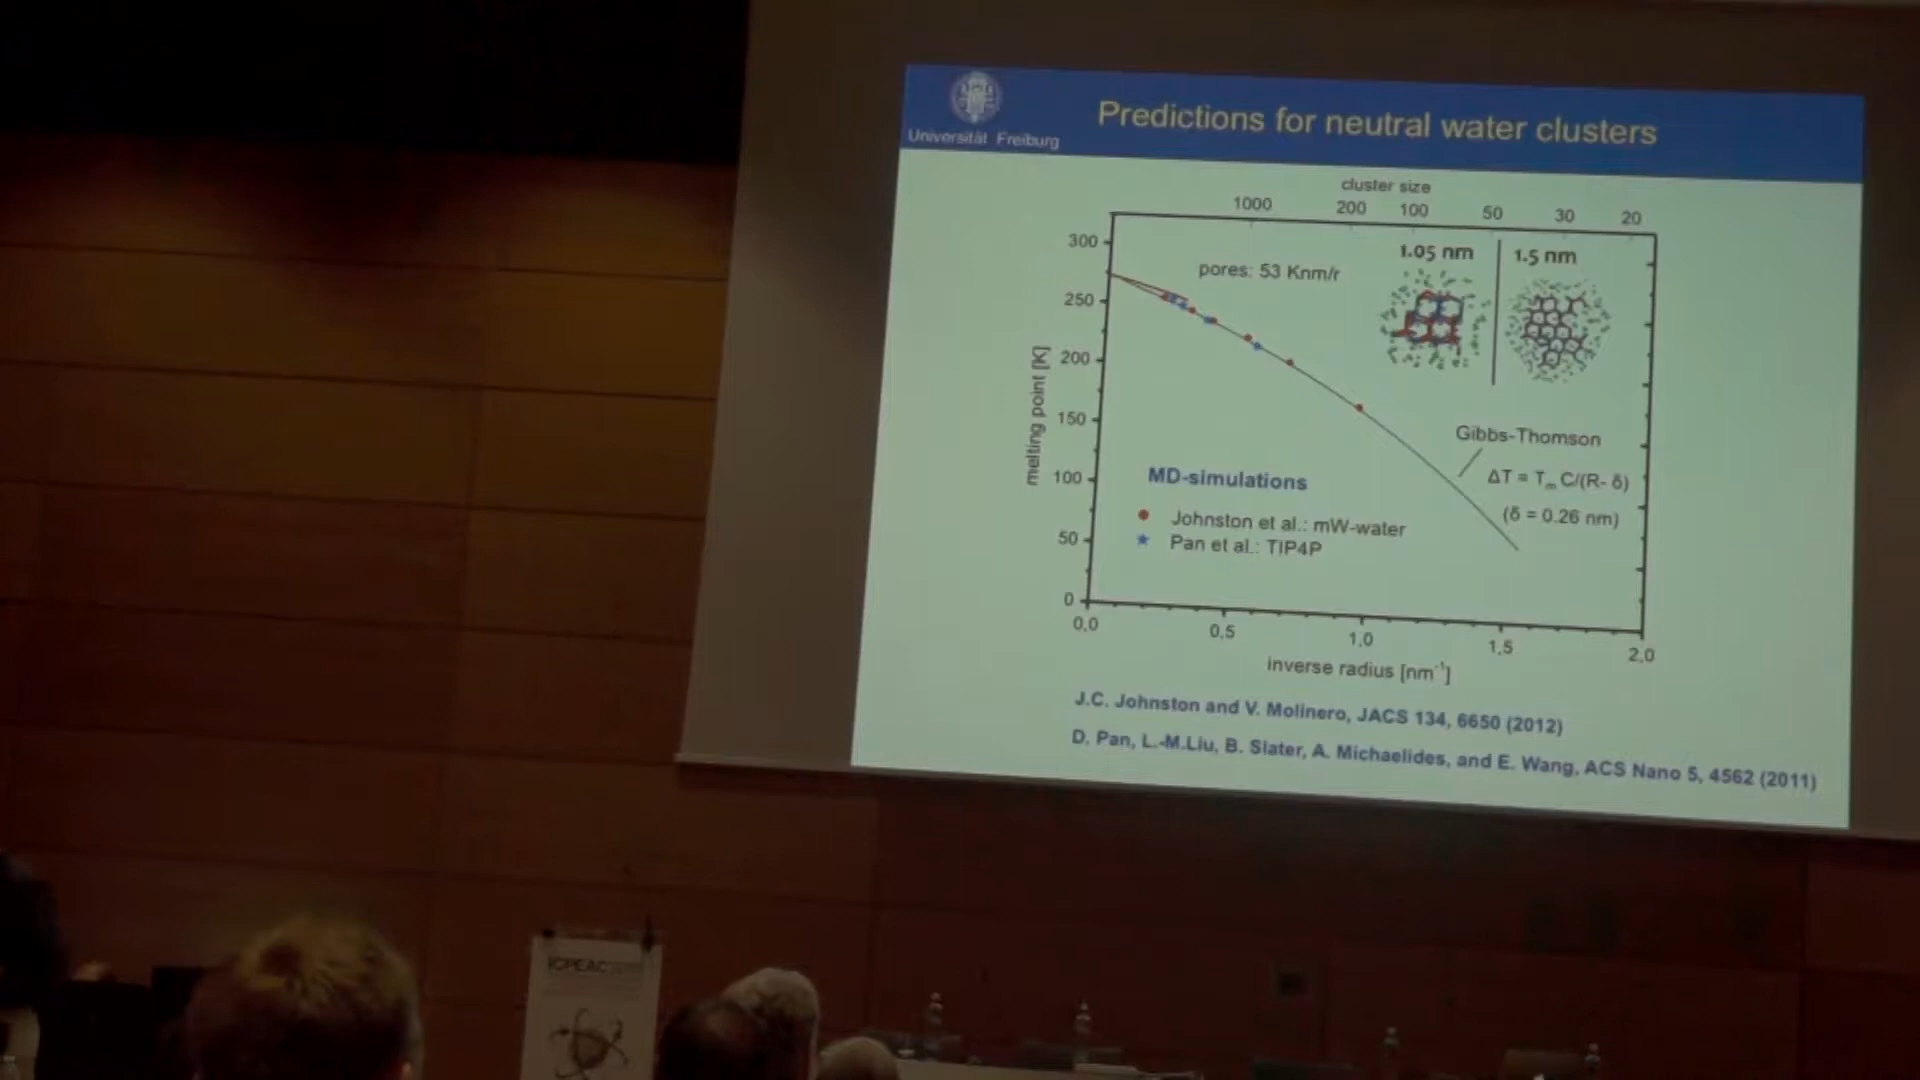 Universität Freiburg
Predictions for neutral water clusters
cluster size
1000 200 100 50 30 20
300
250
200
150
100
50
0
melting point [K]
pores: 53 Knm/r
1.05 nm
1.5 nm
Gibbs-Thomson
ΔT = T∞ C/(R- δ)
(δ = 0.26 nm)
MD-simulations
Johnston et al.: mW-water
Pan et al.: TIP4P
0,0 0,5 1,0 1,5 2,0
inverse radius [nm⁻¹]
J.C. Johnston and V. Molinero, JACS 134, 6650 (2012)
D. Pan, L.-M.Liu, B. Slater, A. Michaelides, and E. Wang, ACS Nano 5, 4562 (2011)
ICPEAC